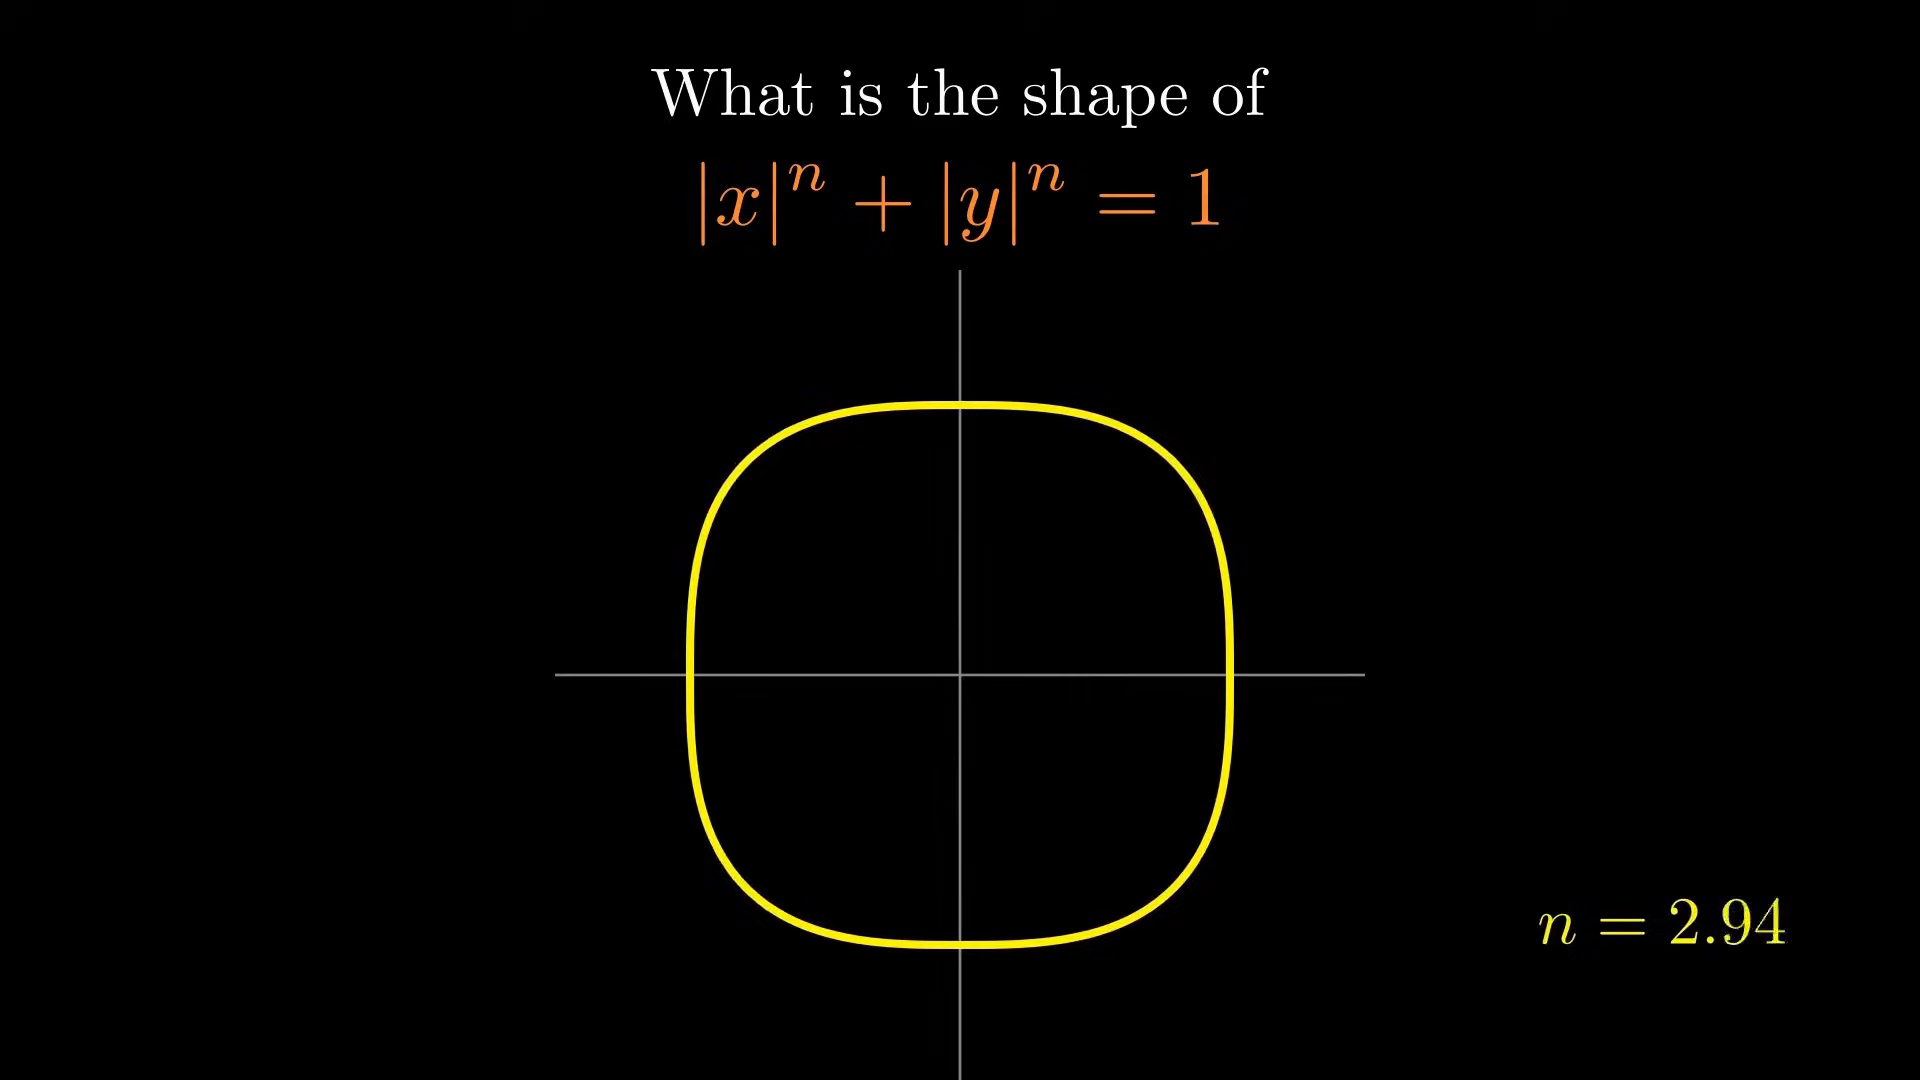 What is the shape of
|x|ⁿ + |y|ⁿ = 1
n = 2.94